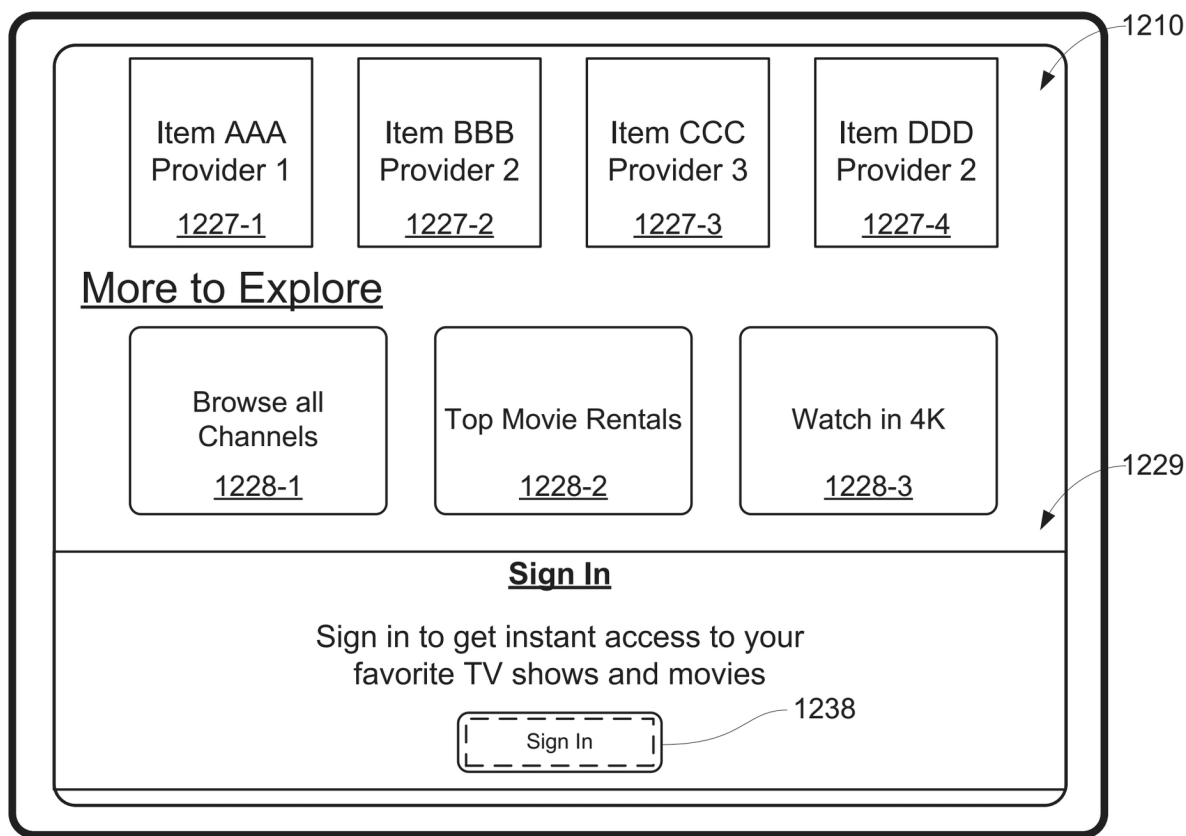 1210
Item AAA
Provider 1
1227-1
Item BBB
Provider 2
1227-2
Item CCC
Provider 3
1227-3
Item DDD
Provider 2
1227-4
More to Explore
Browse all
Channels
1228-1
Top Movie Rentals
1228-2
Watch in 4K
1228-3
1229
Sign In
Sign in to get instant access to your
favorite TV shows and movies
1238
Sign In